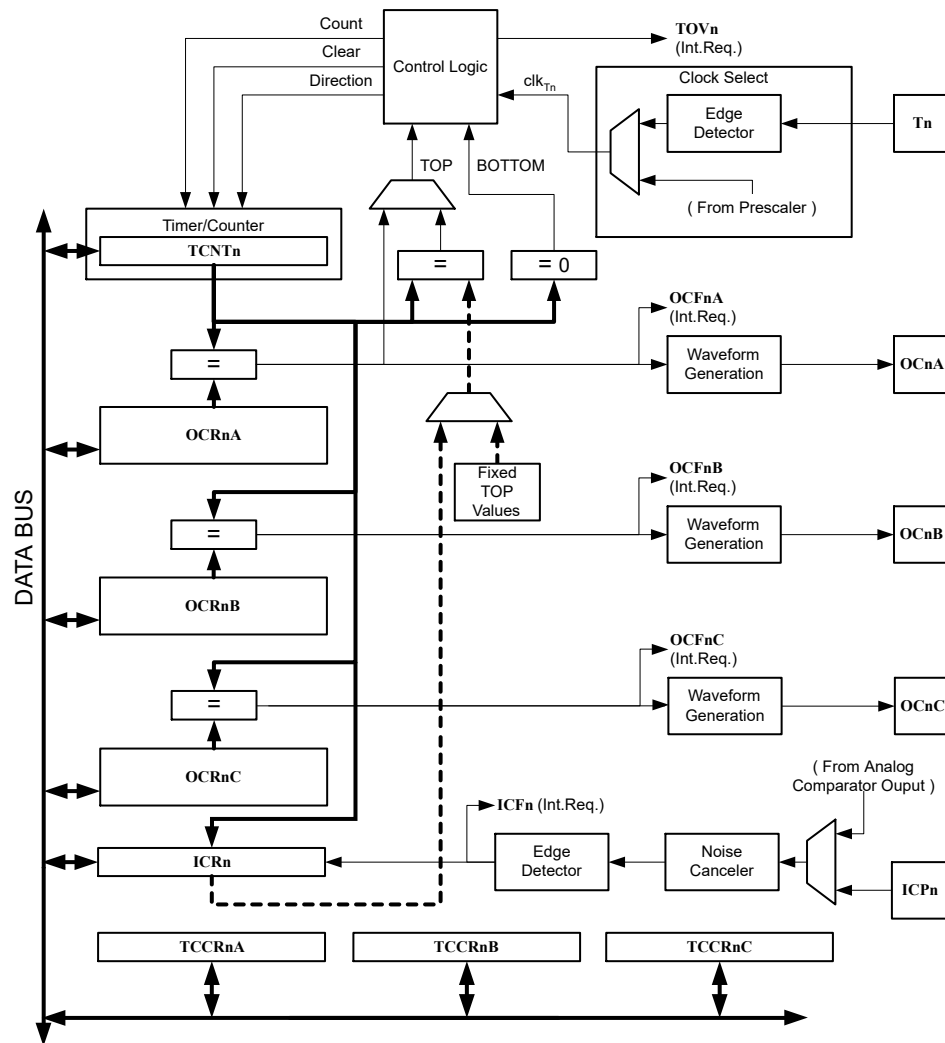 Count
Clear
Direction
Control Logic
TOVn
(Int.Req.)
clkTn
Clock Select
Edge
Detector
Tn
( From Prescaler )
TOP
BOTTOM
Timer/Counter
TCNTn
=
= 0
OCFnA
(Int.Req.)
=
Waveform
Generation
OCnA
OCRnA
Fixed
TOP
Values
OCFnB
(Int.Req.)
=
Waveform
Generation
OCnB
OCRnB
DATA BUS
OCFnC
(Int.Req.)
=
Waveform
Generation
OCnC
OCRnC
( From Analog
Comparator Ouput )
ICFn (Int.Req.)
ICRn
Edge
Detector
Noise
Canceler
ICPn
TCCRnA
TCCRnB
TCCRnC